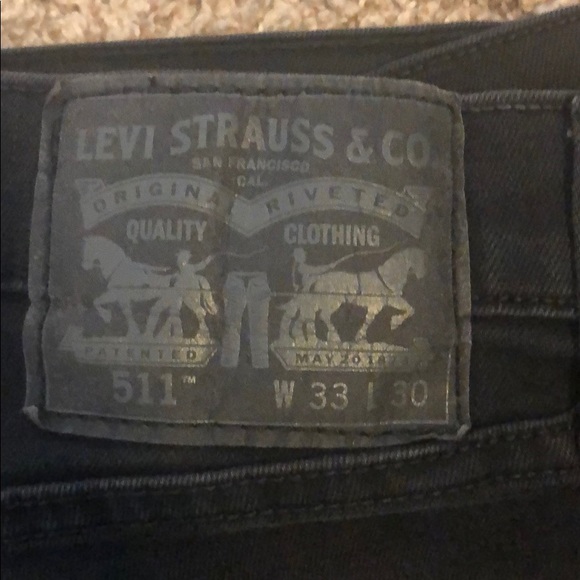 LEVI STRAUSS & CO.
SAN FRANCISCO
CAL.
ORIGINAL RIVETED
QUALITY CLOTHING
PATENTED MAY 20 1873
511™ W 33 L 30